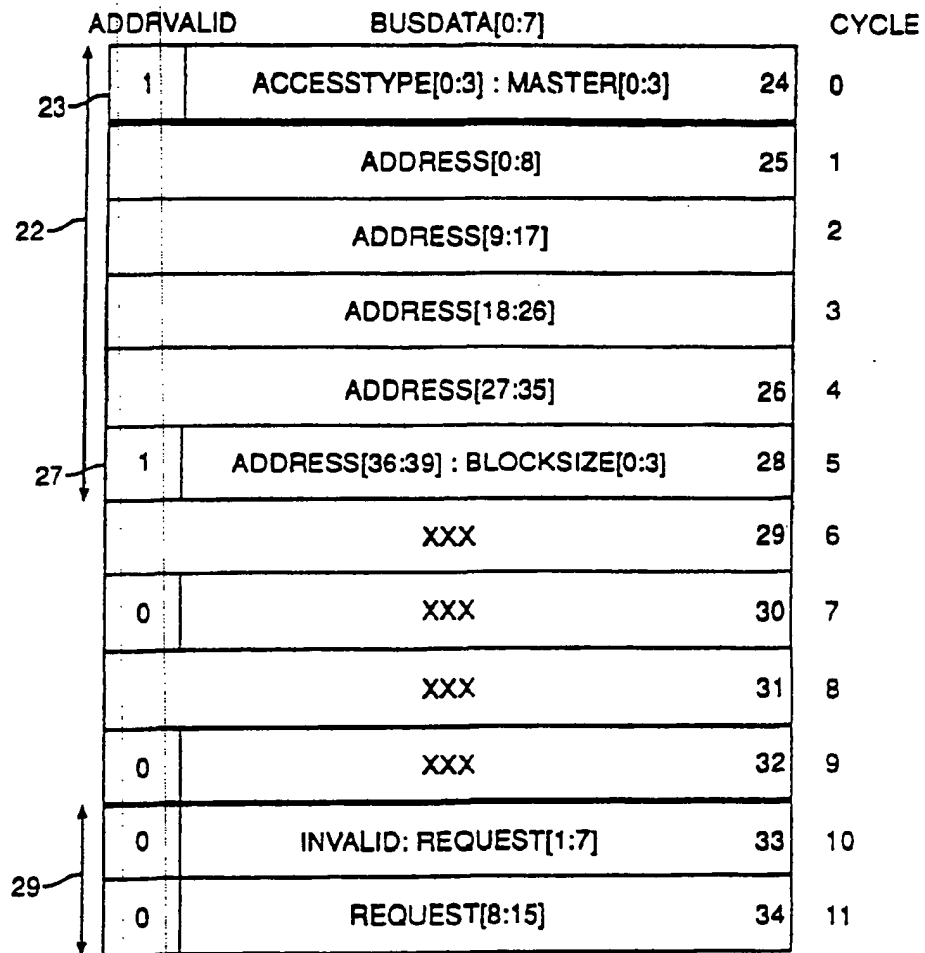 ADDRVALID BUSDATA[0:7] CYCLE
23 1 ACCESSTYPE[0:3] : MASTER[0:3] 24 0
ADDRESS[0:8] 25 1
22 ADDRESS[9:17] 2
ADDRESS[18:26] 3
ADDRESS[27:35] 26 4
27 1 ADDRESS[36:39] : BLOCKSIZE[0:3] 28 5
XXX 29 6
0 XXX 30 7
XXX 31 8
0 XXX 32 9
0 INVALID: REQUEST[1:7] 33 10
29 0 REQUEST[8:15] 34 11